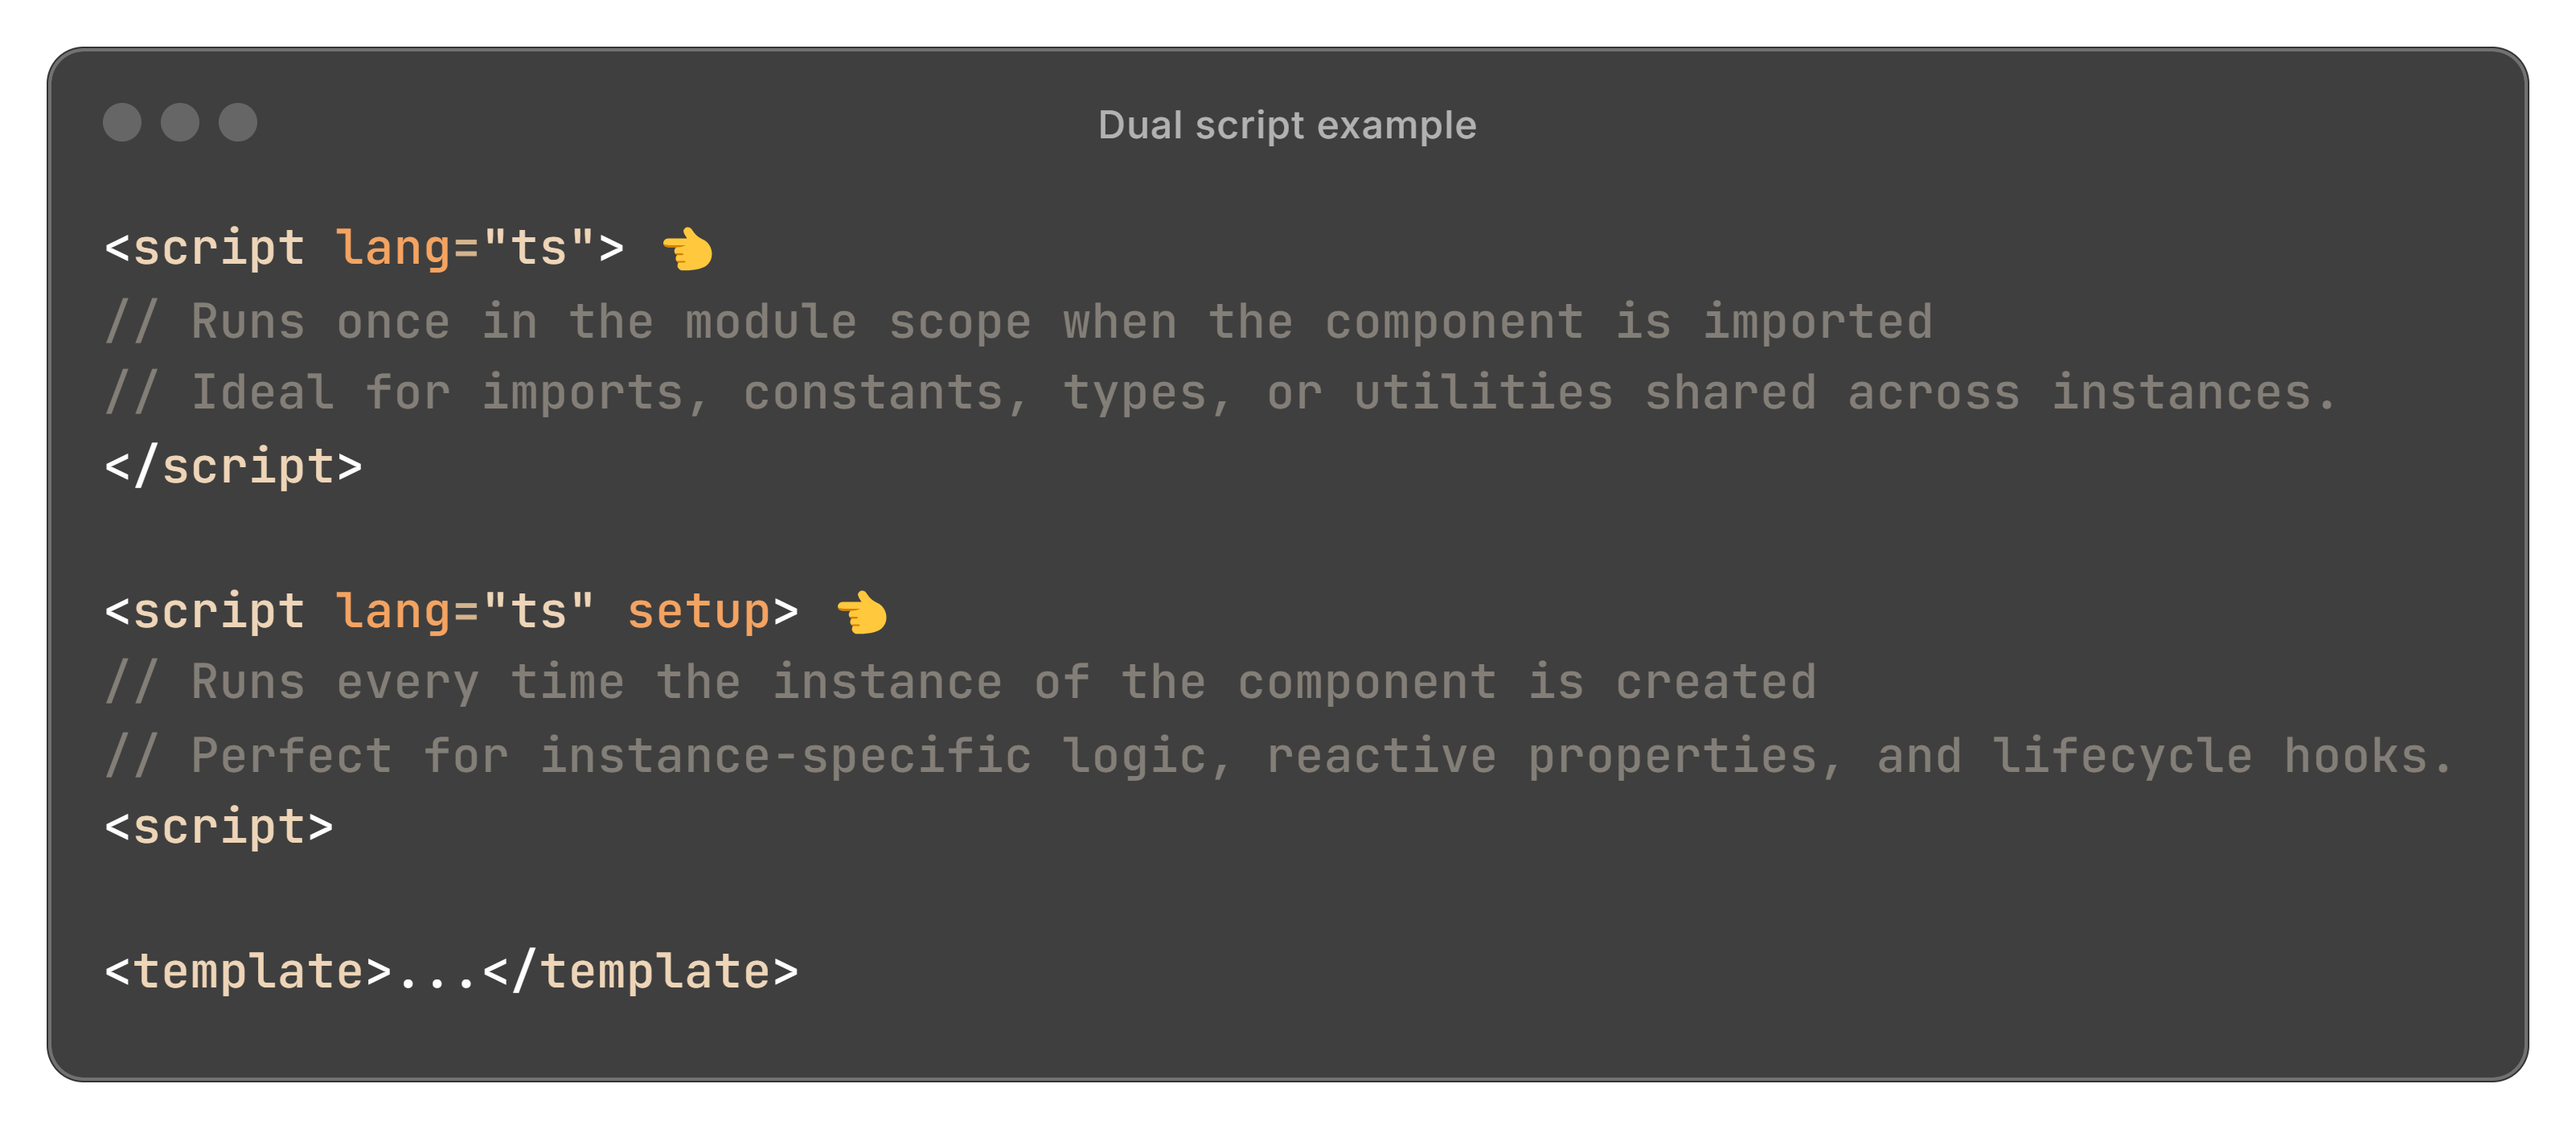 Dual script example
<script lang="ts"> 👈
// Runs once in the module scope when the component is imported
// Ideal for imports, constants, types, or utilities shared across instances.
</script>
<script lang="ts" setup> 👈
// Runs every time the instance of the component is created
// Perfect for instance-specific logic, reactive properties, and lifecycle hooks.
<script>
<template>...</template>